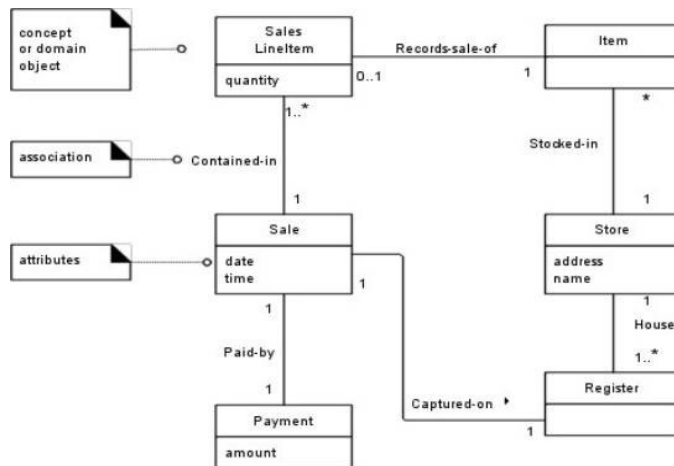 concept
or domain
object
Sales
LineItem
quantity
Records-sale-of
0..1
1
Item
1..*
*
association
Contained-in
Stocked-in
1
1
attributes
Sale
date
time
Store
address
name
1
1
1
House
Paid-by
1..*
1
Captured-on
Register
1
Payment
amount